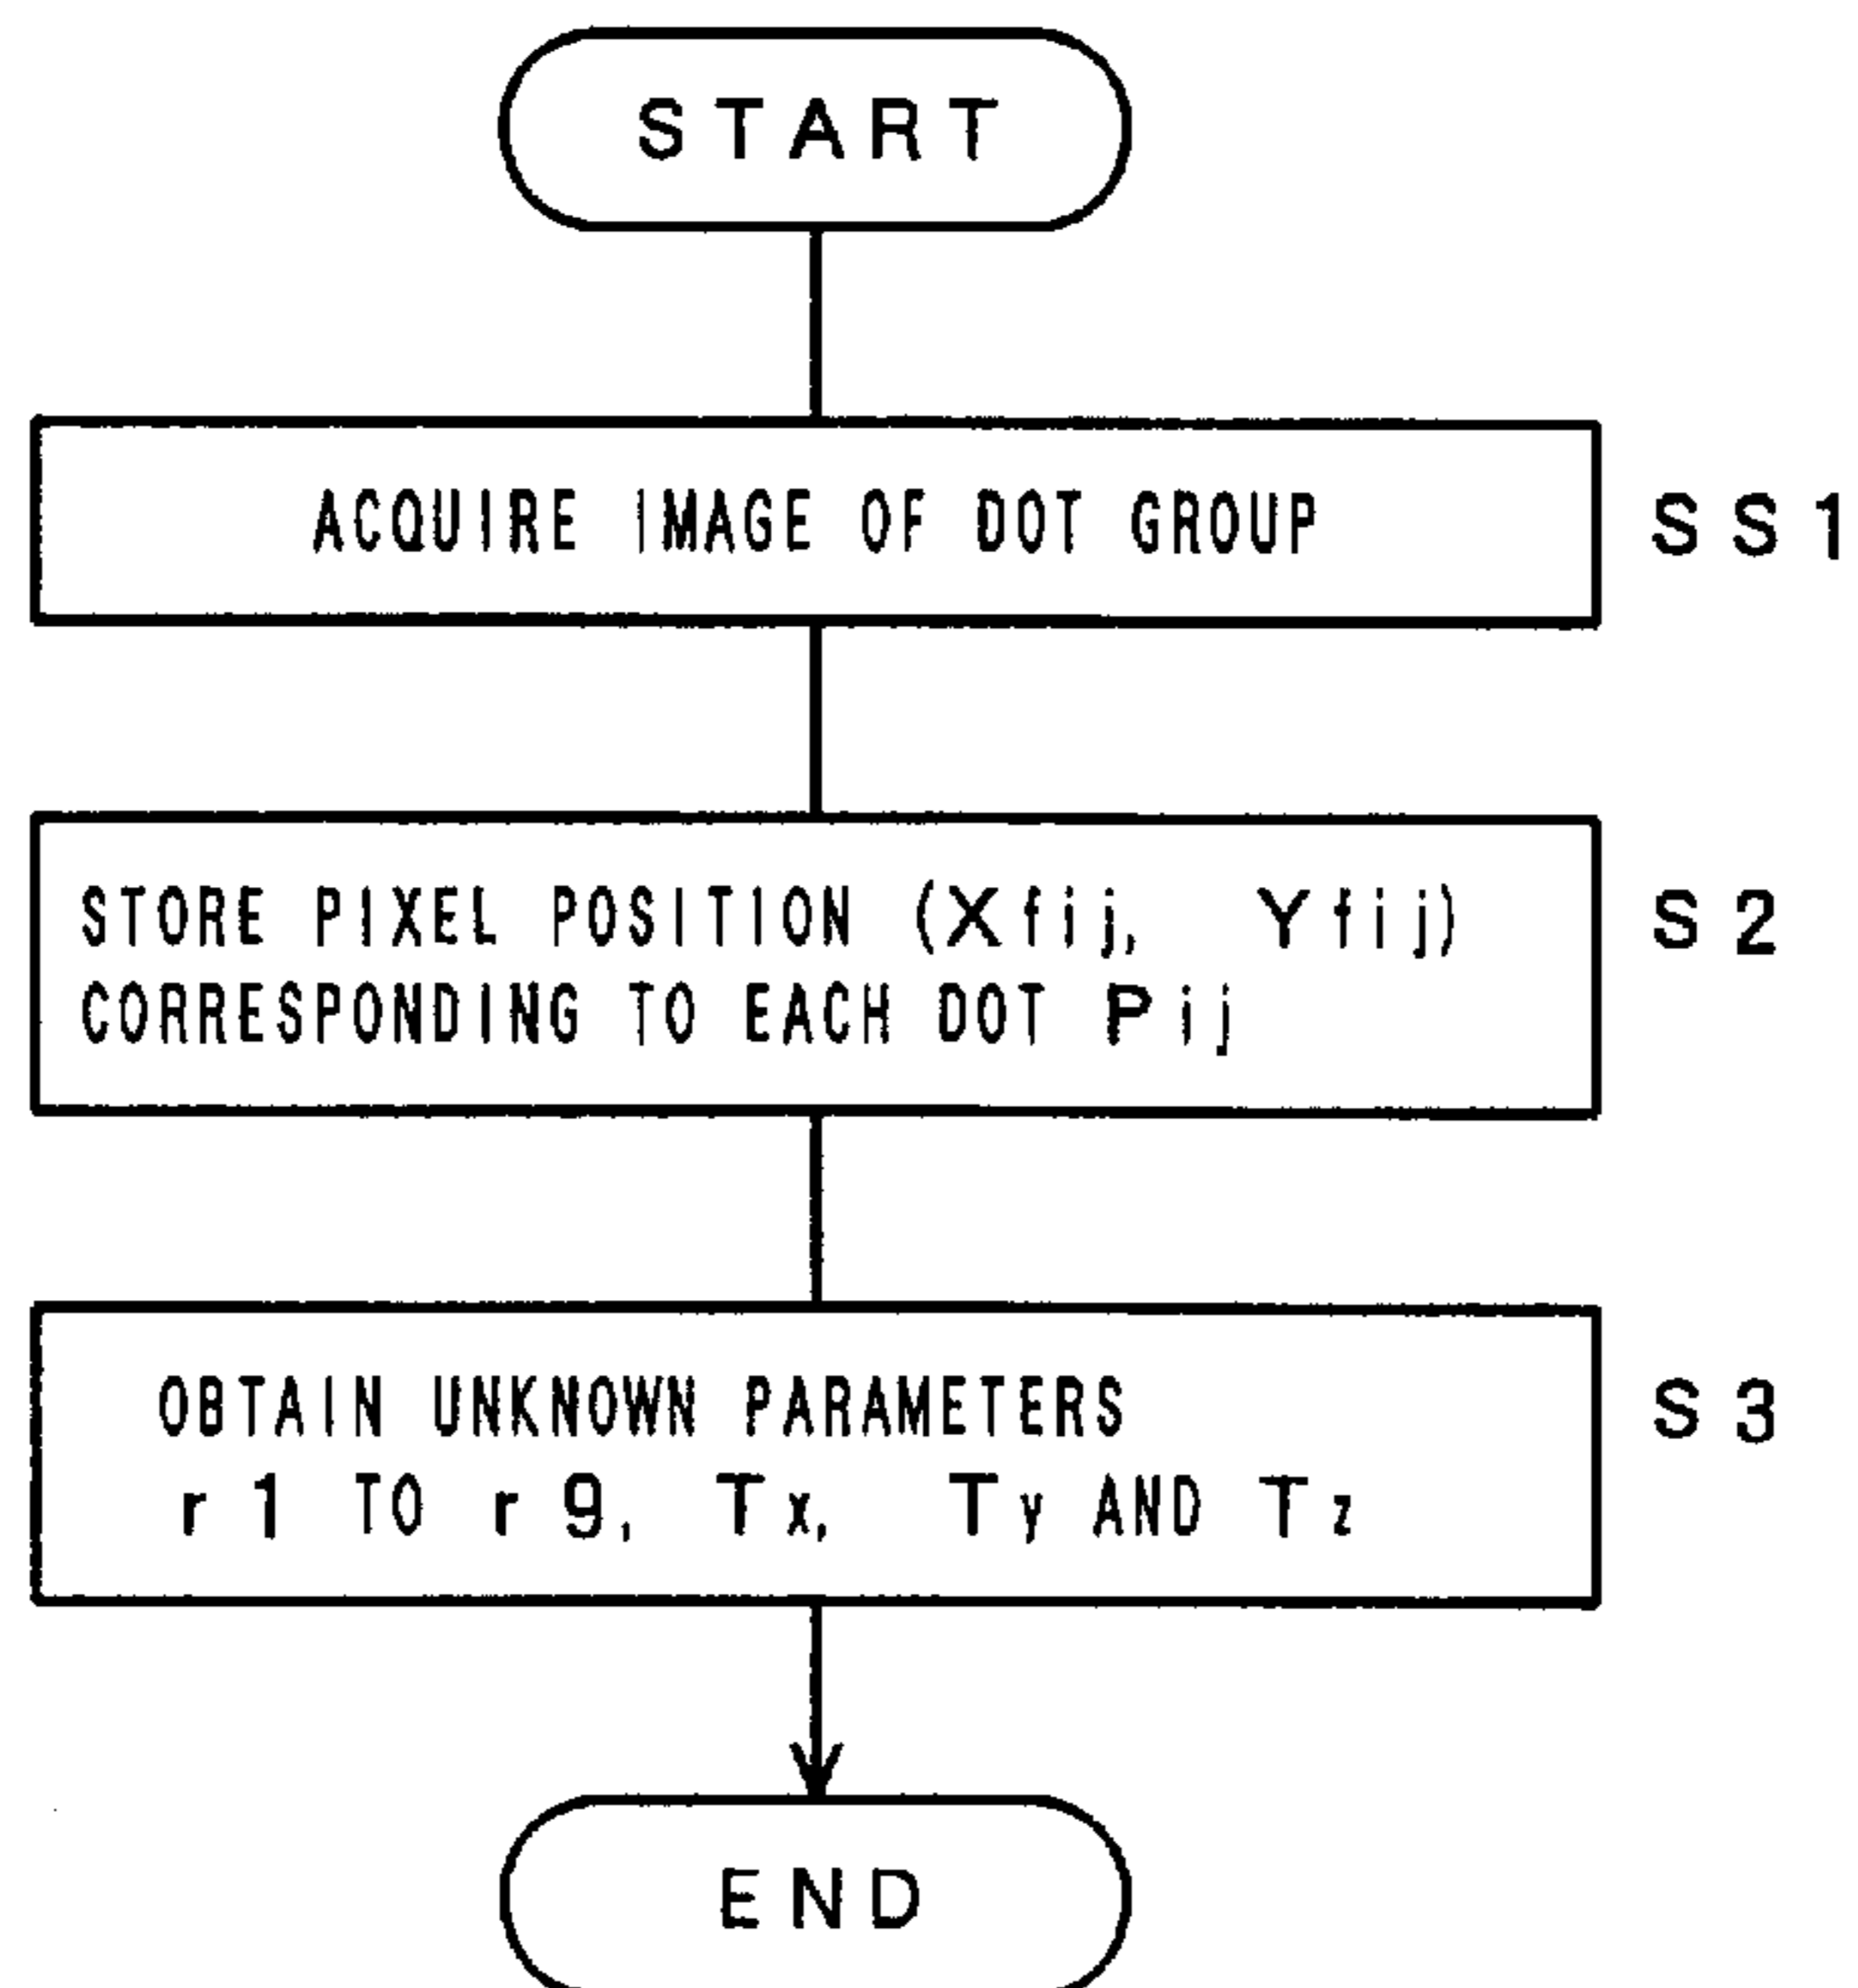 START
ACQUIRE IMAGE OF DOT GROUP
SS1
STORE PIXEL POSITION (Xfij, Yfij)
S2
CORRESPONDING TO EACH DOT Pij
OBTAIN UNKNOWN PARAMETERS
S3
r1 TO r9, Tx, Ty AND Tz
END